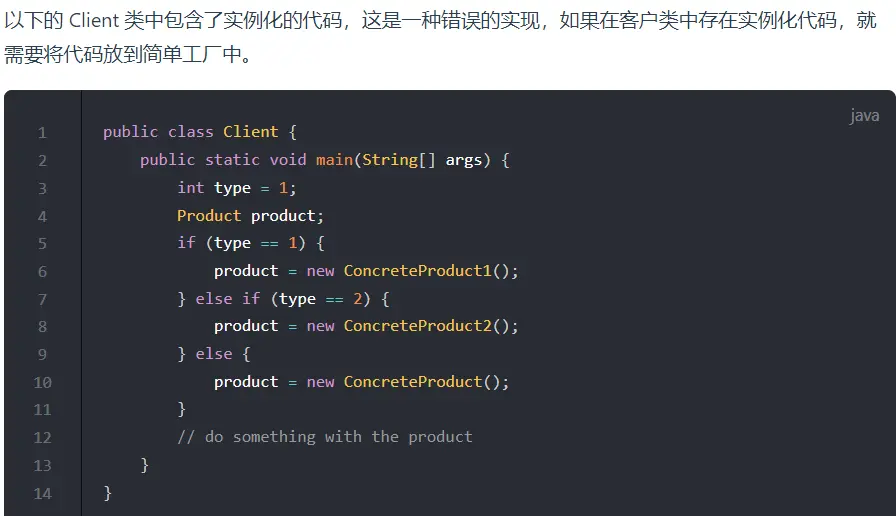 以下的 Client 类中包含了实例化的代码，这是一种错误的实现，如果在客户类中存在实例化代码，就
需要将代码放到简单工厂中。
java
1 public class Client {
2     public static void main(String[] args) {
3         int type = 1;
4         Product product;
5         if (type == 1) {
6             product = new ConcreteProduct1();
7         } else if (type == 2) {
8             product = new ConcreteProduct2();
9         } else {
10             product = new ConcreteProduct();
11         }
12         // do something with the product
13     }
14 }